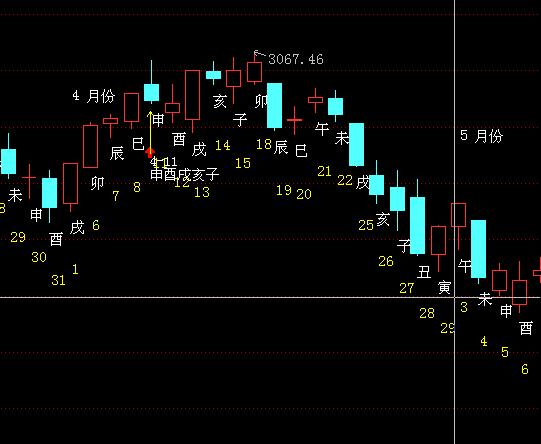 3067.46
4 月份
5 月份
未
申
酉
戌
卯
辰
巳
申
酉
戌
亥
子
卯
辰
巳
午
未
戌
亥
子
丑
寅
午
未
申
酉
11
申酉戌亥子
29
30
31
1
6
7
8
12
13
14
15
18
19
20
21
22
25
26
27
28
29
3
4
5
6